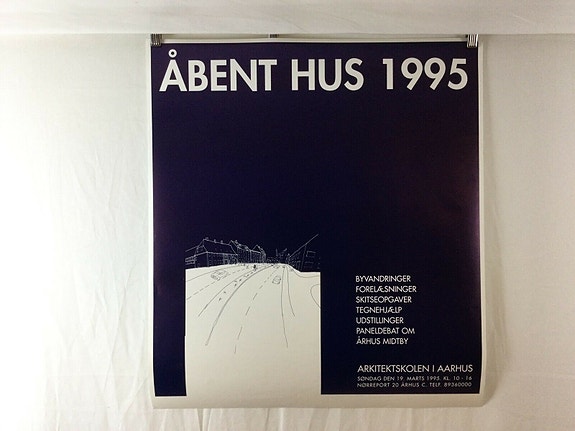 ÅBENT HUS 1995
BYVANDRINGER
FORELÆSNINGER
SKITSEOPGAVER
TEGNEHJÆLP
UDSTILLINGER
PANELDEBAT OM
ÅRHUS MIDTBY
ARKITEKTSKOLEN I AARHUS
SØNDAG DEN 19. MARTS 1995 KL. 10 - 16
NØRREPORT 20 ÅRHUS C. TELF. 89360000